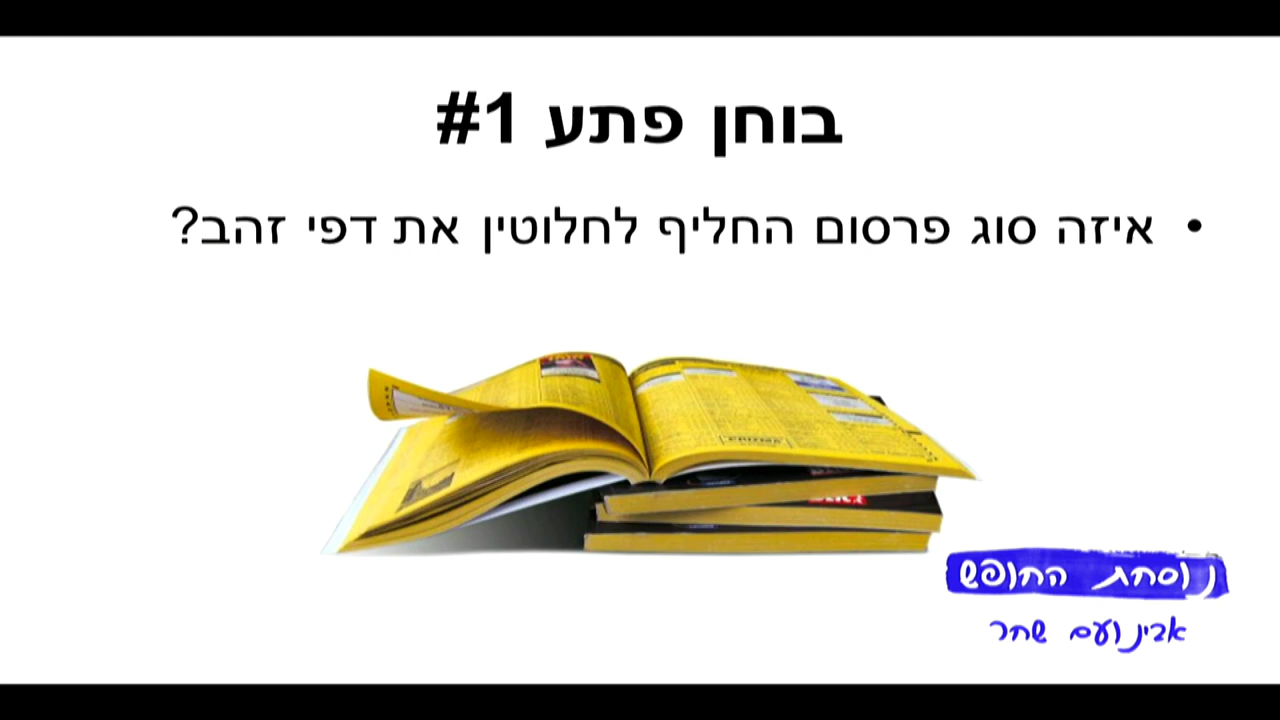 בוחן פתע #1
• איזה סוג פרסום החליף לחלוטין את דפי זהב?
נוסחת החופש
אבינועם שחר